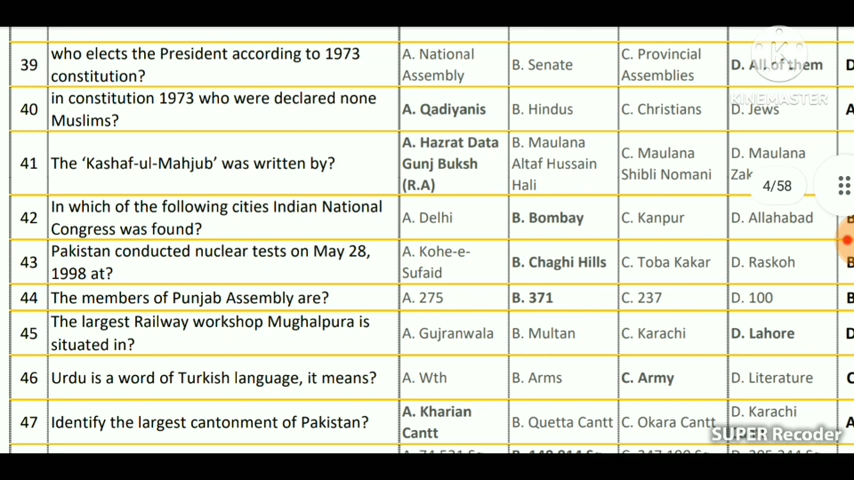 39 who elects the President according to 1973 constitution? A. National Assembly B. Senate C. Provincial Assemblies D. All of them D
KINEMASTER
40 in constitution 1973 who were declared none Muslims? A. Qadiyanis B. Hindus C. Christians D. Jews A
41 The ‘Kashaf-ul-Mahjub’ was written by? A. Hazrat Data Gunj Buksh (R.A) B. Maulana Altaf Hussain Hali C. Maulana Shibli Nomani D. Maulana
4/58
42 In which of the following cities Indian National Congress was found? A. Delhi B. Bombay C. Kanpur D. Allahabad B
43 Pakistan conducted nuclear tests on May 28, 1998 at? A. Kohe-e-Sufaid B. Chaghi Hills C. Toba Kakar D. Raskoh B
44 The members of Punjab Assembly are? A. 275 B. 371 C. 237 D. 100 B
45 The largest Railway workshop Mughalpura is situated in? A. Gujranwala B. Multan C. Karachi D. Lahore D
46 Urdu is a word of Turkish language, it means? A. Wth B. Arms C. Army D. Literature C
47 Identify the largest cantonment of Pakistan? A. Kharian Cantt B. Quetta Cantt C. Okara Cantt D. Karachi A
SUPER Recoder